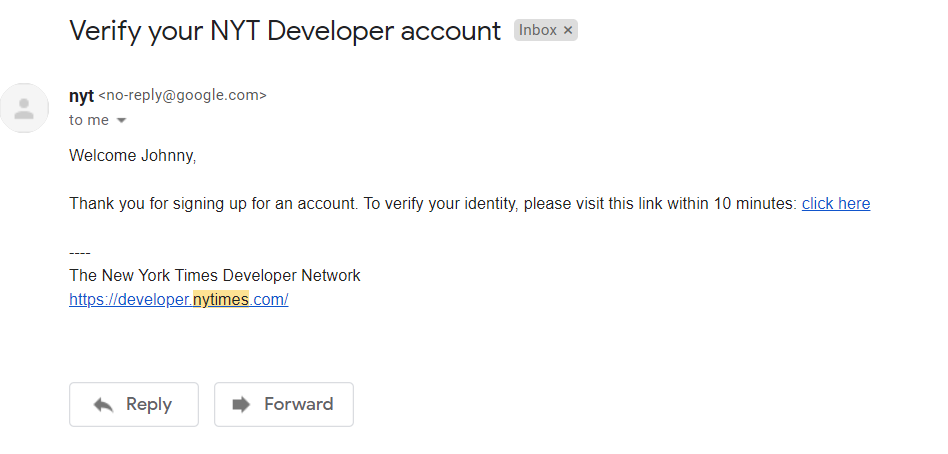 Verify your NYT Developer account Inbox ×
nyt <no-reply@google.com>
to me
Welcome Johnny,
Thank you for signing up for an account. To verify your identity, please visit this link within 10 minutes: click here
----
The New York Times Developer Network
https://developer.nytimes.com/
Reply Forward